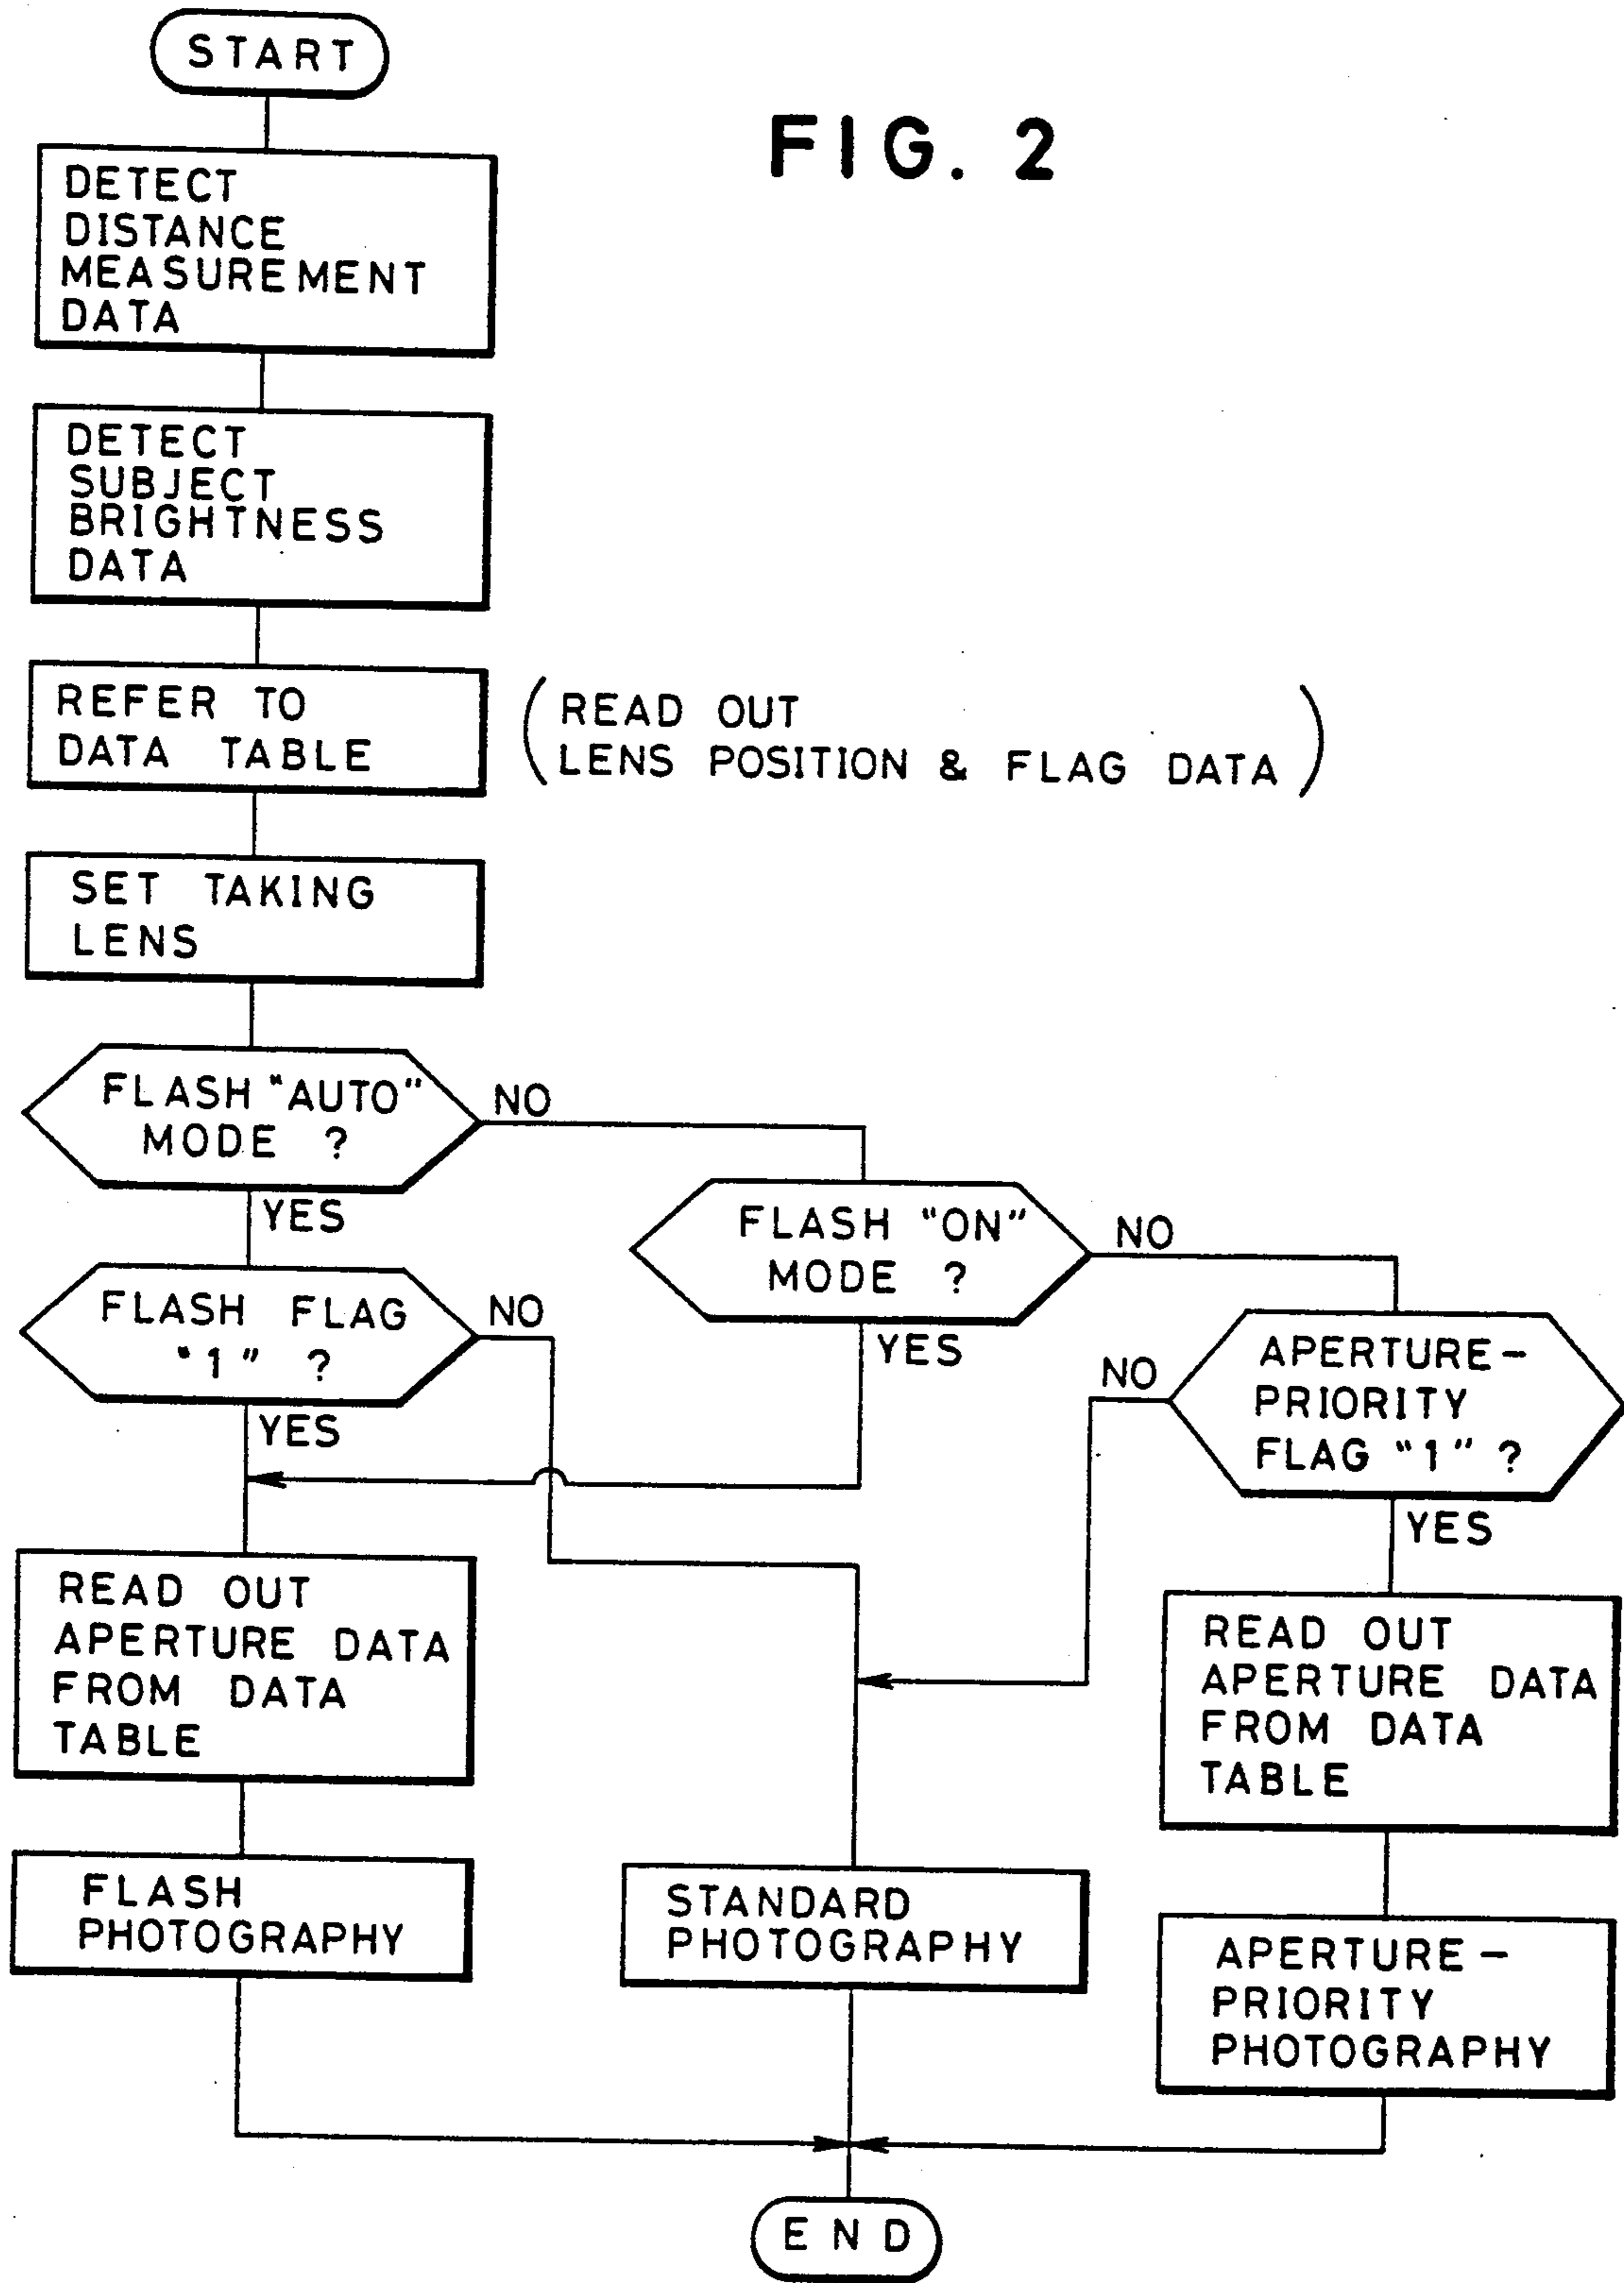 START
FIG. 2
DETECT
DISTANCE
MEASUREMENT
DATA
DETECT
SUBJECT
BRIGHTNESS
DATA
REFER TO
DATA TABLE
(READ OUT
LENS POSITION & FLAG DATA)
SET TAKING
LENS
FLASH "AUTO"
MODE ?
NO
YES
FLASH "ON"
MODE ?
NO
YES
FLASH FLAG
"1" ?
NO
YES
APERTURE-
PRIORITY
FLAG "1" ?
NO
YES
READ OUT
APERTURE DATA
FROM DATA
TABLE
READ OUT
APERTURE DATA
FROM DATA
TABLE
FLASH
PHOTOGRAPHY
STANDARD
PHOTOGRAPHY
APERTURE-
PRIORITY
PHOTOGRAPHY
END